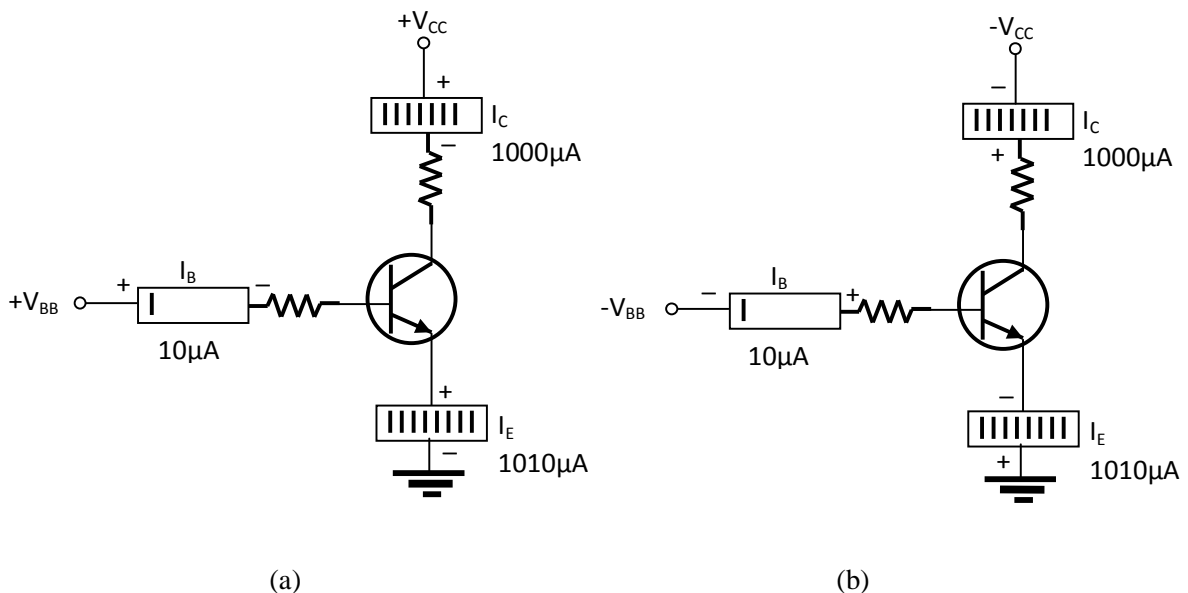 +V_CC
+
I_C
1000µA
–
+V_BB
+
I_B
–
10µA
+
I_E
1010µA
–
(a)
-V_CC
–
I_C
1000µA
+
-V_BB
–
I_B
+
10µA
–
I_E
1010µA
+
(b)